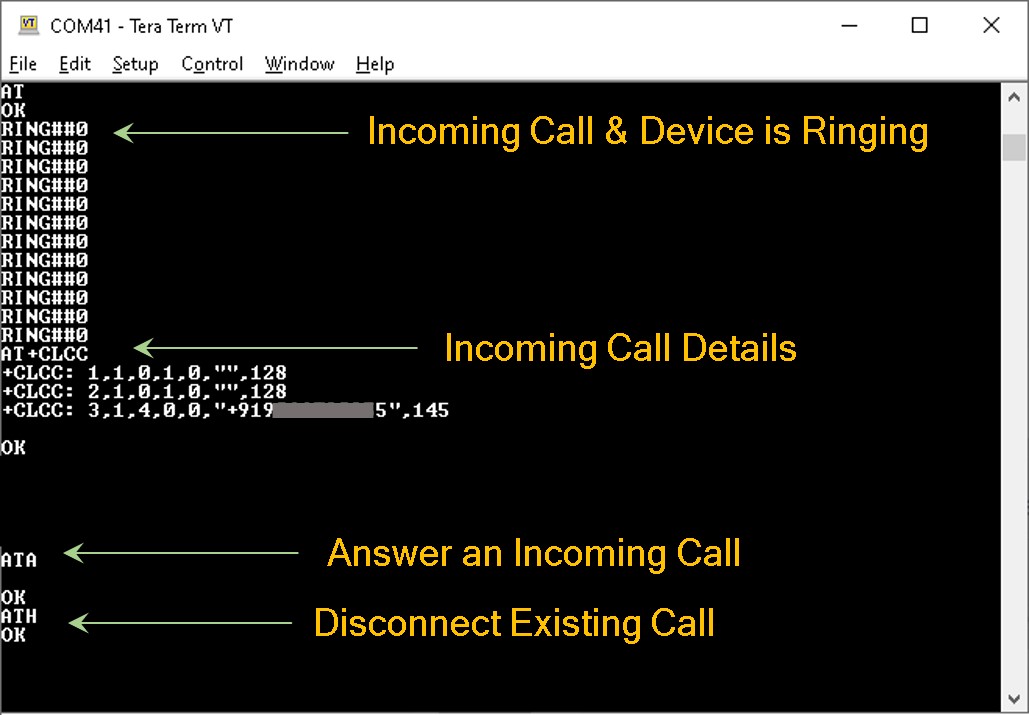 COM41 - Tera Term VT
File Edit Setup Control Window Help
AT
OK
RING##0 Incoming Call & Device is Ringing
RING##0
RING##0
RING##0
RING##0
RING##0
RING##0
RING##0
RING##0
RING##0
RING##0
RING##0
AT+CLCC Incoming Call Details
+CLCC: 1,1,0,1,0,"",128
+CLCC: 2,1,0,1,0,"",128
+CLCC: 3,1,4,0,0,"+919 5",145
OK
ATA Answer an Incoming Call
OK
ATH Disconnect Existing Call
OK